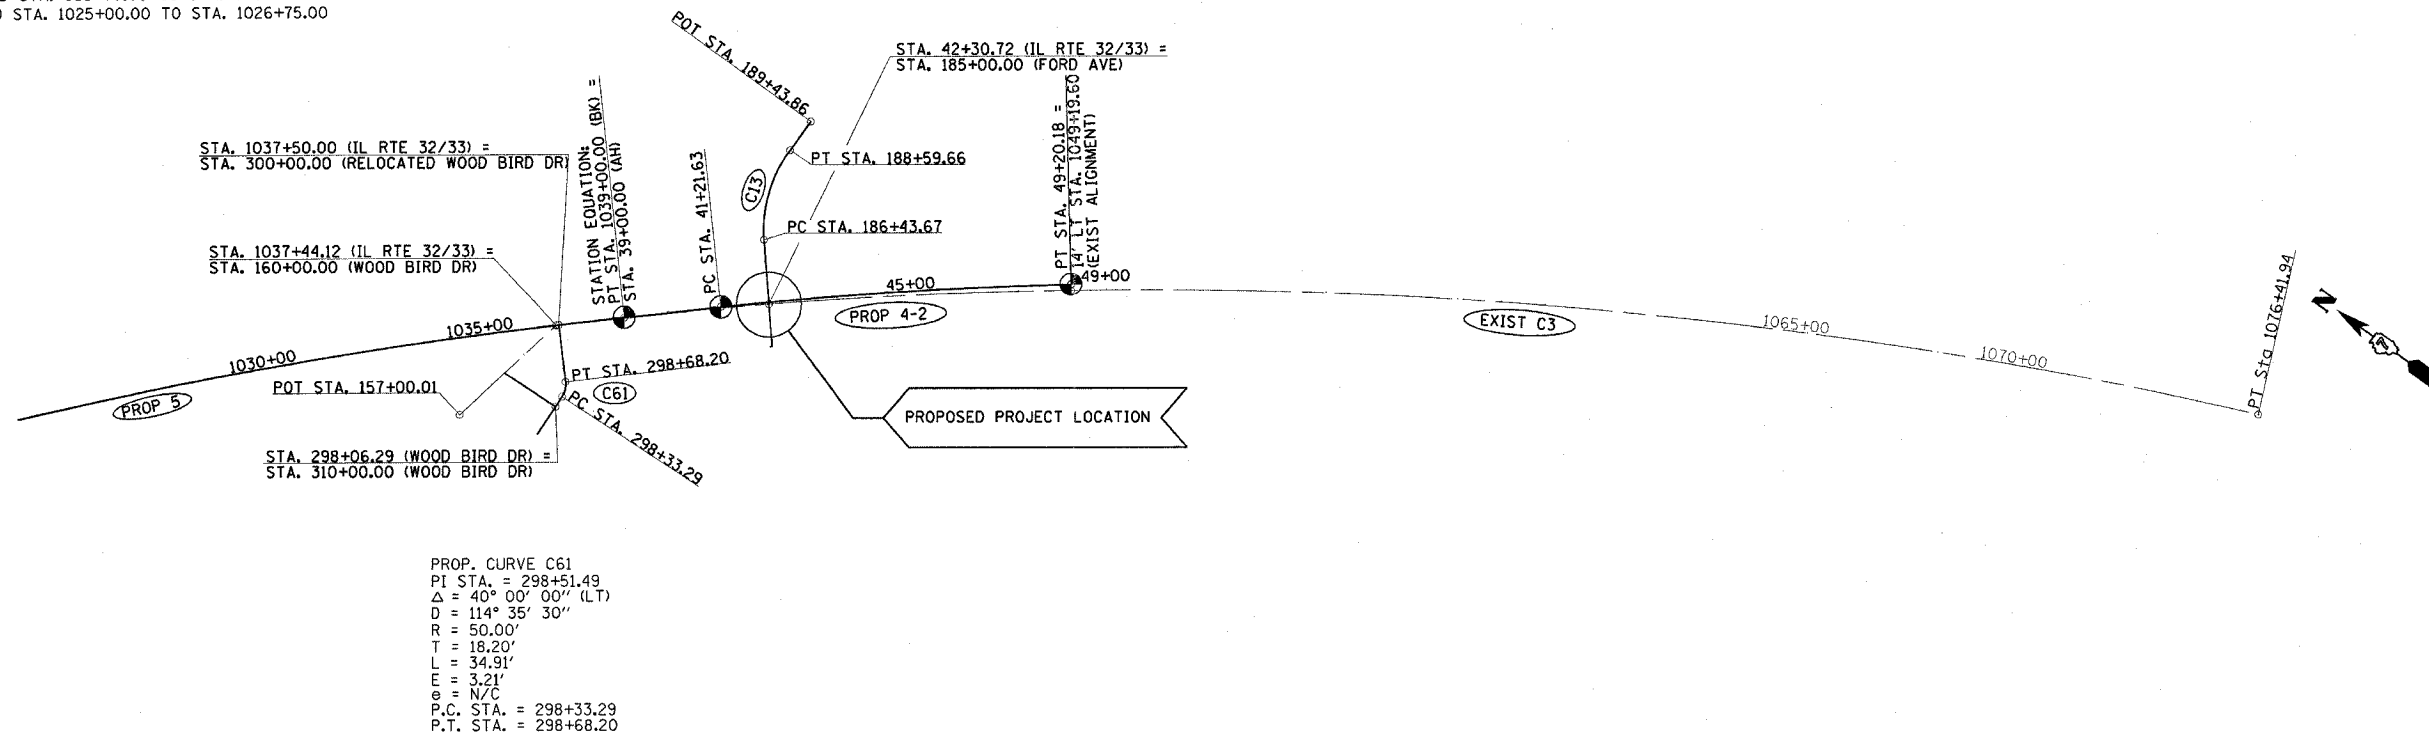 STA. 1025+00.00 TO STA. 1026+75.00
POT STA. 189+43.86
STA. 42+30.72 (IL RTE 32/33) =
STA. 185+00.00 (FORD AVE)
STA. 1037+50.00 (IL RTE 32/33) =
STA. 300+00.00 (RELOCATED WOOD BIRD DR)
STATION EQUATION:
PT STA. 1039+00.00 (BK) =
STA. 39+00.00 (AH)
PC STA. 41+21.63
C13
PT STA. 188+59.66
PC STA. 186+43.67
PT STA. 49+20.18 =
14' LT STA. 1049+19.60
(EXIST ALIGNMENT)
STA. 1037+44.12 (IL RTE 32/33) =
STA. 160+00.00 (WOOD BIRD DR)
1030+00
1035+00
45+00
49+00
PROP 4-2
EXIST C3
1065+00
1070+00
PT Sta 1076+41.94
N
PROP 5
POT STA. 157+00.01
PT STA. 298+68.20
C61
PC STA. 298+33.29
PROPOSED PROJECT LOCATION
STA. 298+06.29 (WOOD BIRD DR) =
STA. 310+00.00 (WOOD BIRD DR)
PROP. CURVE C61
PI STA. = 298+51.49
Δ = 40° 00' 00'' (LT)
D = 114° 35' 30''
R = 50.00'
T = 18.20'
L = 34.91'
E = 3.21'
e = N/C
P.C. STA. = 298+33.29
P.T. STA. = 298+68.20